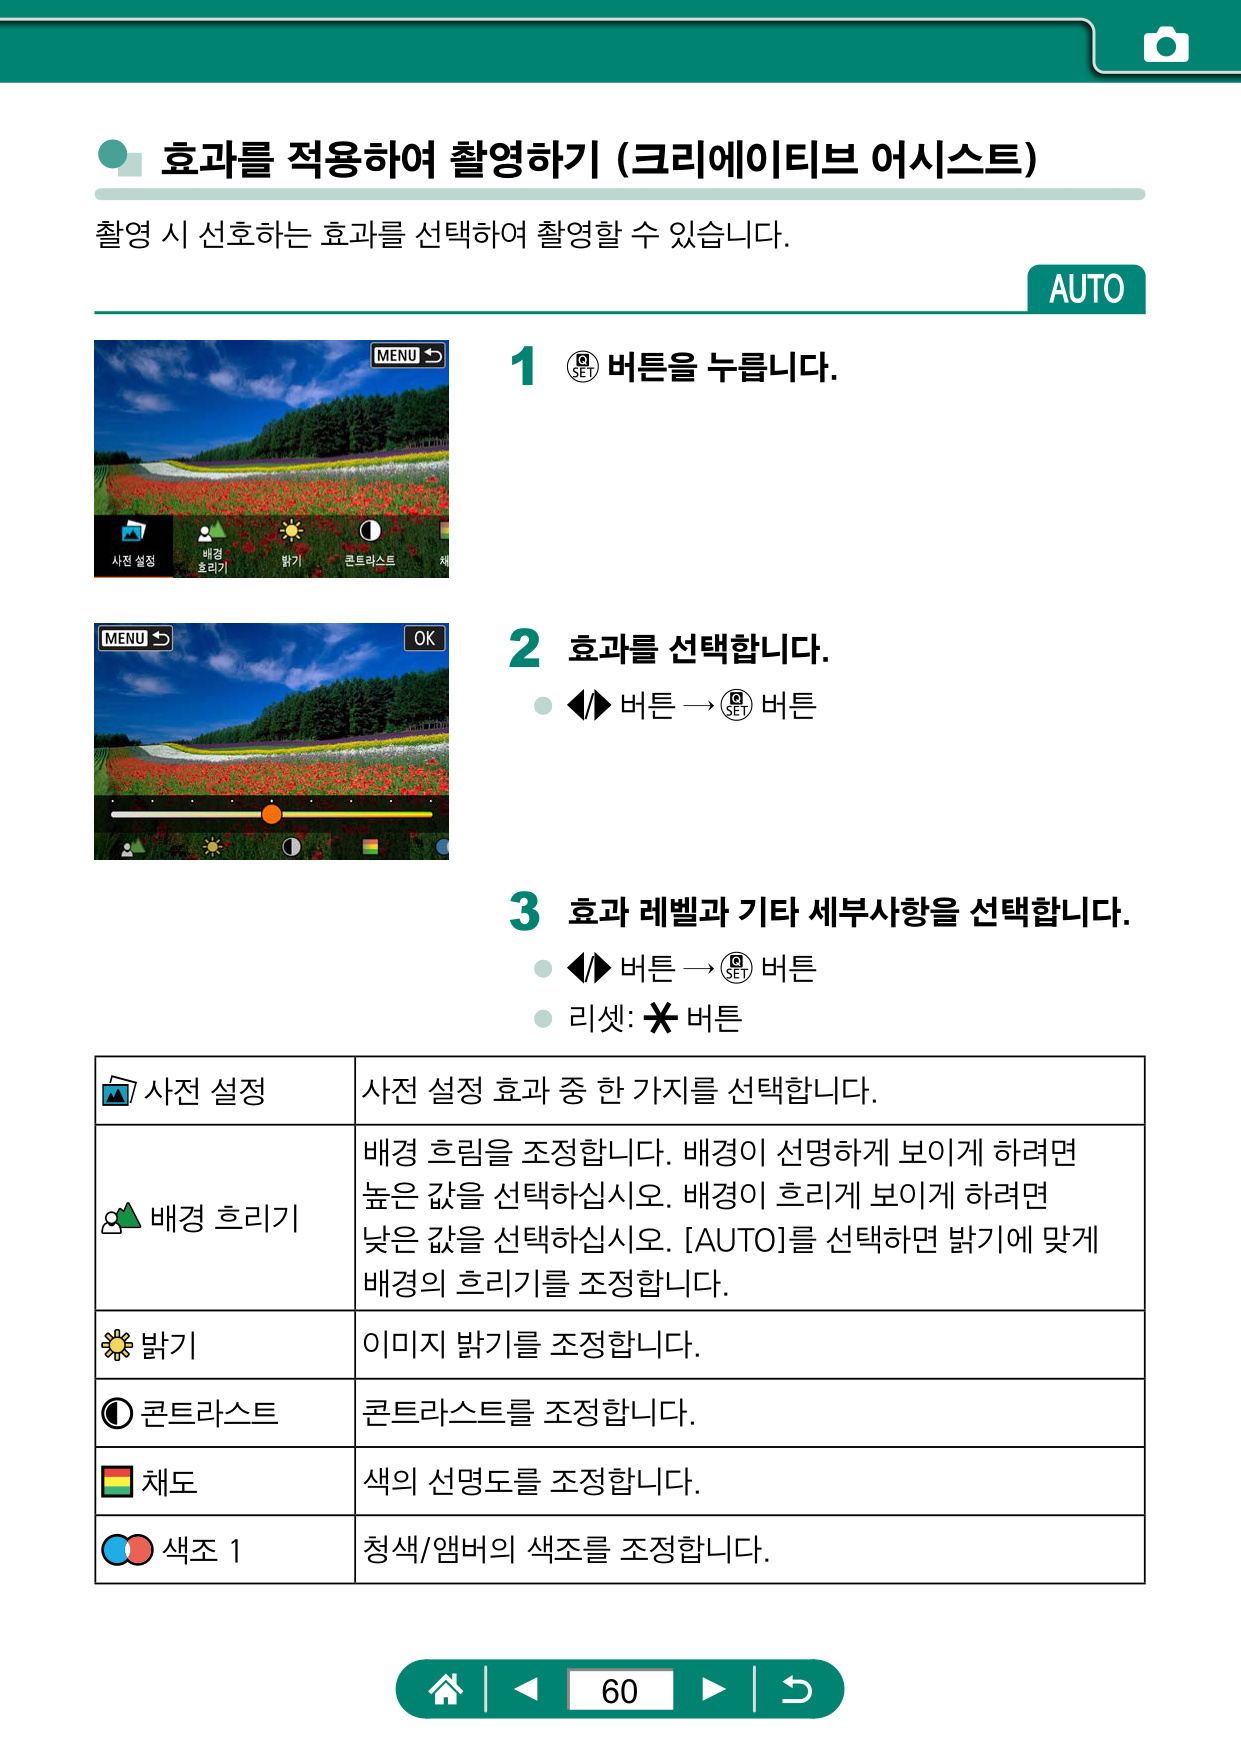 효과를 적용하여 촬영하기 (크리에이티브 어시스트)
촬영 시 선호하는 효과를 선택하여 촬영할 수 있습니다.
AUTO
MENU
사전 설정
배경
흐리기
밝기
콘트라스트
채
1 Q SET 버튼을 누릅니다.
MENU OK
2 효과를 선택합니다.
◀/▶ 버튼 → Q SET 버튼
3 효과 레벨과 기타 세부사항을 선택합니다.
◀/▶ 버튼 → Q SET 버튼
리셋: ✱ 버튼
사전 설정 사전 설정 효과 중 한 가지를 선택합니다.
배경 흐리기
배경 흐림을 조정합니다. 배경이 선명하게 보이게 하려면
높은 값을 선택하십시오. 배경이 흐리게 보이게 하려면
낮은 값을 선택하십시오. [AUTO]를 선택하면 밝기에 맞게
배경의 흐리기를 조정합니다.
밝기 이미지 밝기를 조정합니다.
콘트라스트 콘트라스트를 조정합니다.
채도 색의 선명도를 조정합니다.
색조 1 청색/앰버의 색조를 조정합니다.
60